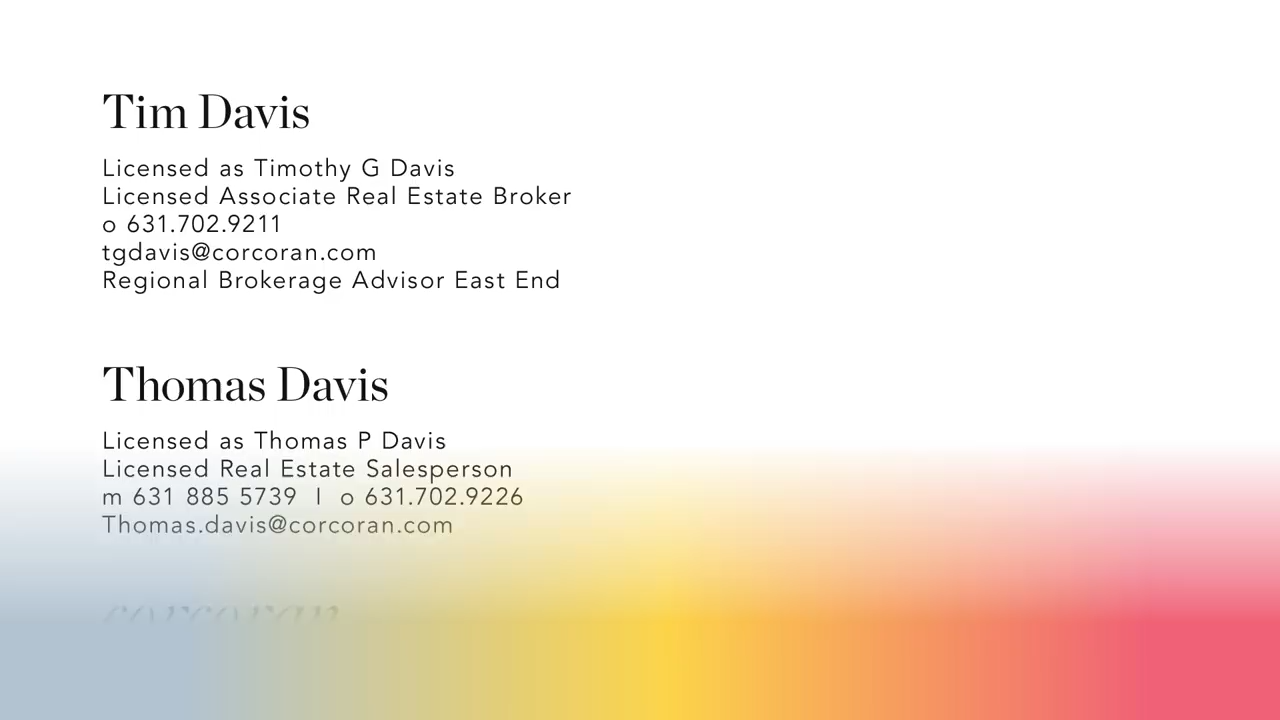 Tim Davis
Licensed as Timothy G Davis
Licensed Associate Real Estate Broker
o 631.702.9211
tgdavis@corcoran.com
Regional Brokerage Advisor East End
Thomas Davis
Licensed as Thomas P Davis
Licensed Real Estate Salesperson
m 631 885 5739 | o 631.702.9226
Thomas.davis@corcoran.com
corcoran